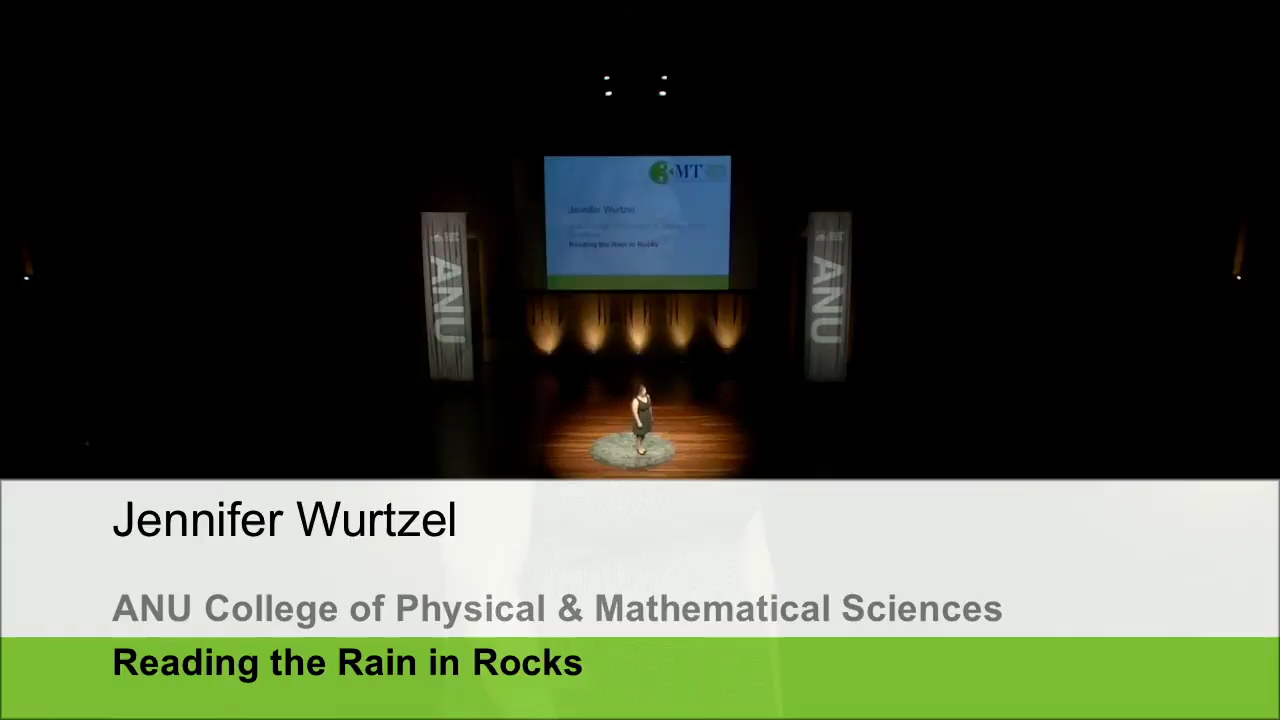 3MT
Jennifer Wurtzel
Reading the Rain in Rocks
ANU
ANU
Jennifer Wurtzel
ANU College of Physical & Mathematical Sciences
Reading the Rain in Rocks